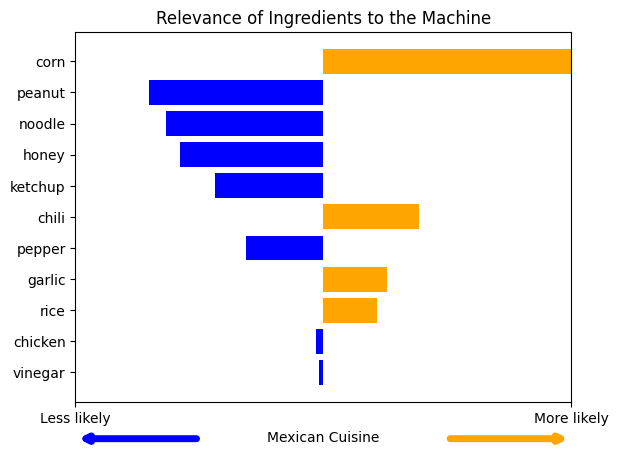 Relevance of Ingredients to the Machine
corn
peanut
noodle
honey
ketchup
chili
pepper
garlic
rice
chicken
vinegar
Less likely
More likely
Mexican Cuisine